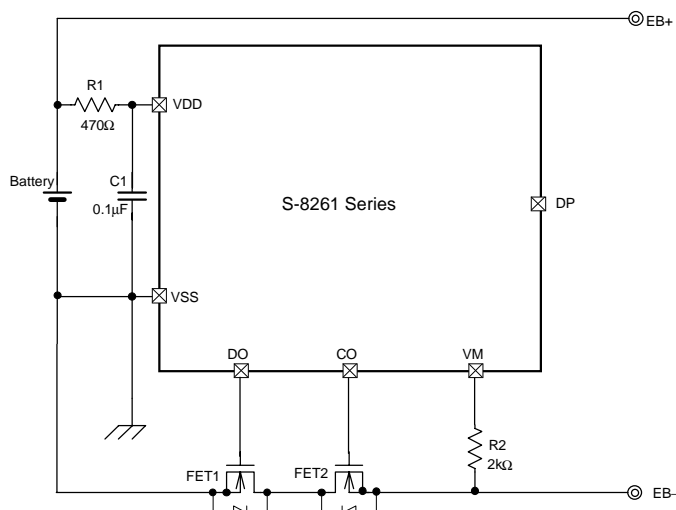 EB+
R1
470Ω
VDD
Battery
C1
0.1μF
S-8261 Series
DP
VSS
DO
CO
VM
R2
2kΩ
FET1
FET2
EB−